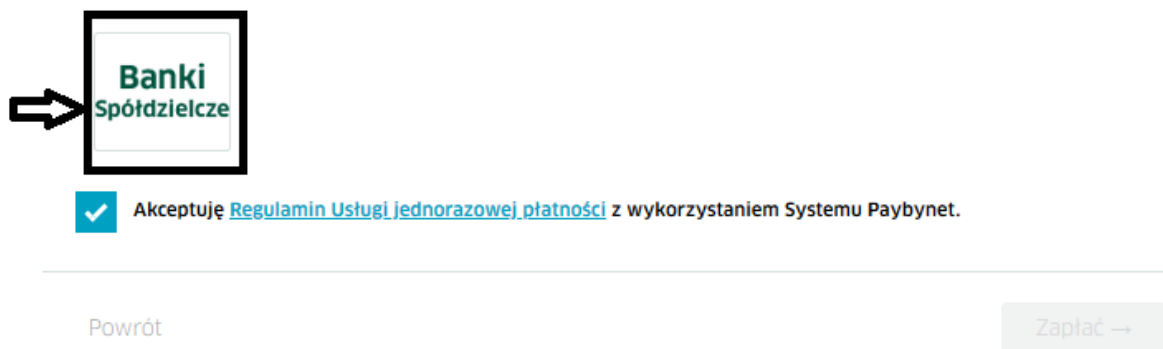 Banki
Spółdzielcze
Akceptuję Regulamin Usługi jednorazowej płatności z wykorzystaniem Systemu Paybynet.
Powrót
Zapłać →